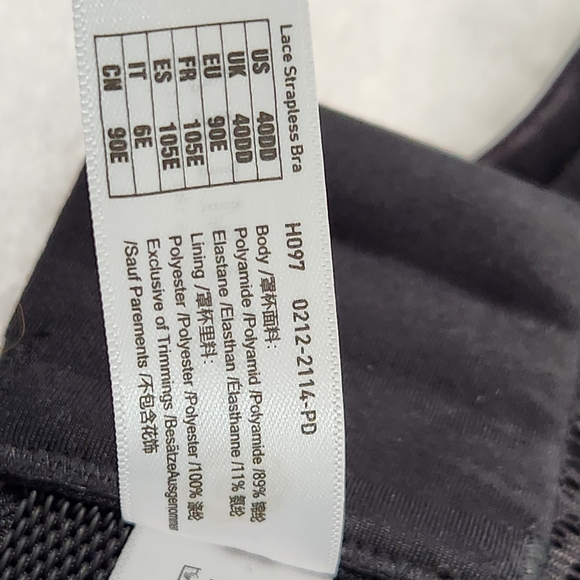 Lace Strapless Bra
US 40DD
UK 40DD
EU 90E
FR 105E
ES 105E
IT 6E
CN 90E
H097 0212-2114-PD
Body /罩杯面料:
Polyamide /Polyamid /Polyamide /89% 锦纶
Elastane /Elasthan /Élasthanne /11% 氨纶
Lining /罩杯里料:
Polyester /Polyester /Polyester /100% 涤纶
Exclusive of Trimmings /BesätzeAusgenommen
/Sauf Parements /不包含花饰